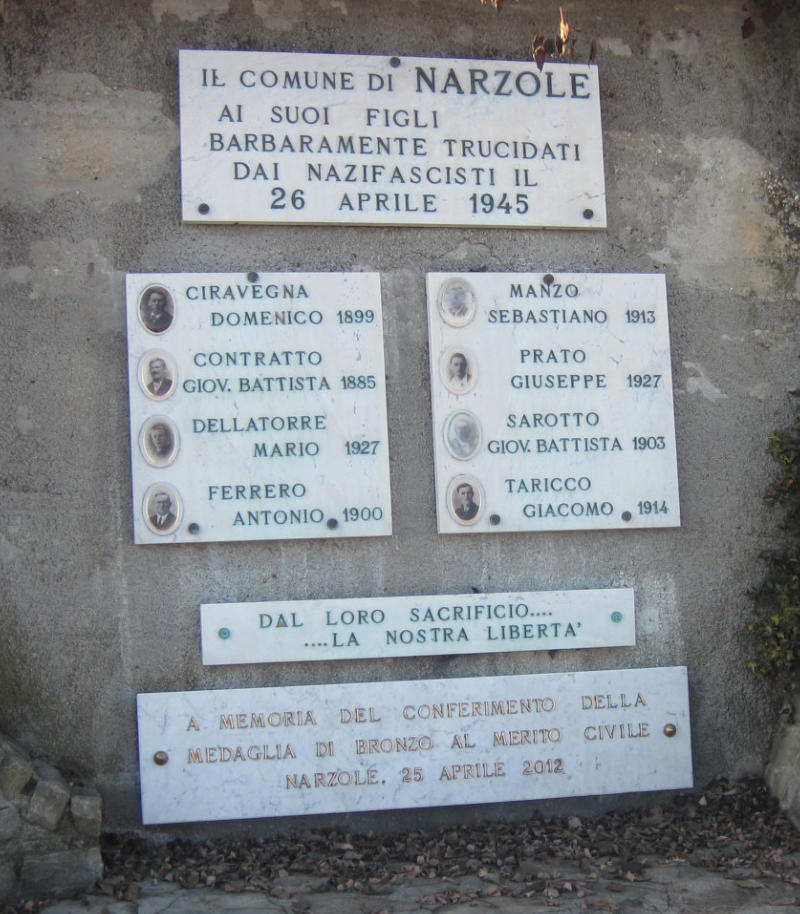 IL COMUNE DI NARZOLE
AI SUOI FIGLI
BARBARAMENTE TRUCIDATI
DAI NAZIFASCISTI IL
26 APRILE 1945
CIRAVEGNA
DOMENICO 1899
CONTRATTO
GIOV. BATTISTA 1885
DELLATORRE
MARIO 1927
FERRERO
ANTONIO 1900
MANZO
SEBASTIANO 1913
PRATO
GIUSEPPE 1927
SAROTTO
GIOV. BATTISTA 1903
TARICCO
GIACOMO 1914
DAL LORO SACRIFICIO....
....LA NOSTRA LIBERTA'
A MEMORIA DEL CONFERIMENTO DELLA
MEDAGLIA DI BRONZO AL MERITO CIVILE
NARZOLE. 25 APRILE 2012